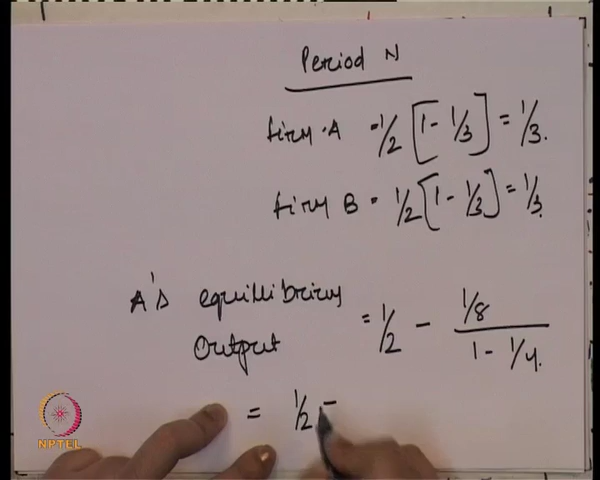 Period N
firm A = 1/2 [1 - 1/3] = 1/3.
firm B = 1/2 [1 - 1/3] = 1/3.
A's equilibrium = 1/2 - (1/8)/(1 - 1/4.)
Output
= 1/2 -
NPTEL